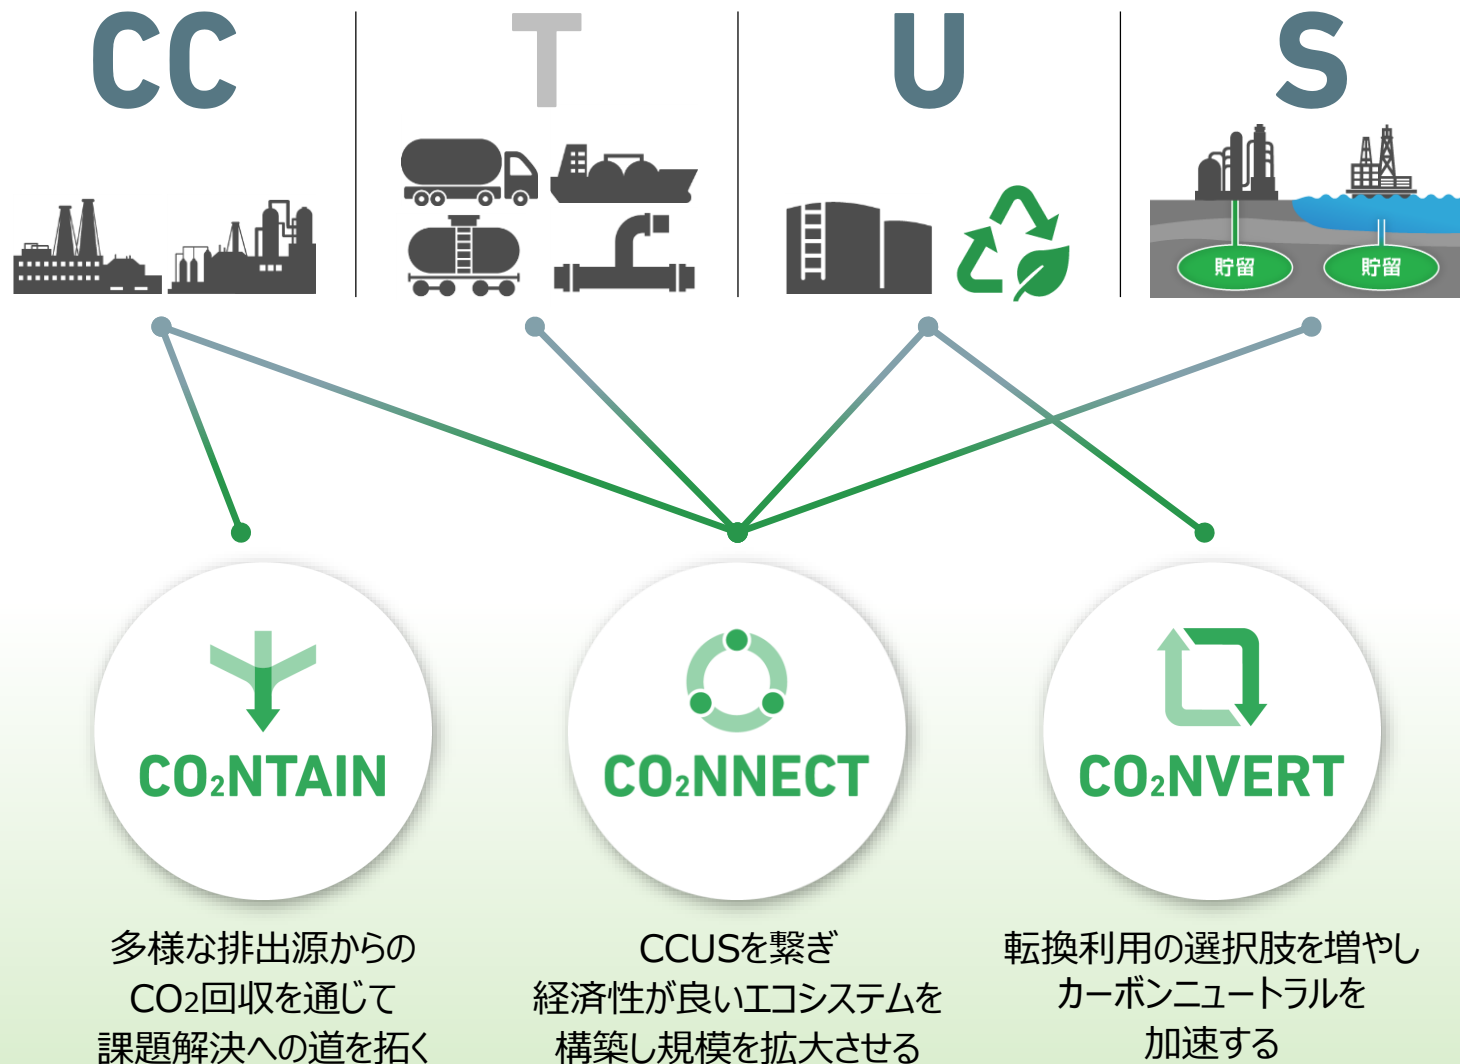 CC
T
U
S
貯留
貯留
CO₂NTAIN
CO₂NNECT
CO₂NVERT
多様な排出源からの
CO₂回収を通じて
課題解決への道を拓く
CCUSを繋ぎ
経済性が良いエコシステムを
構築し規模を拡大させる
転換利用の選択肢を増やし
カーボンニュートラルを
加速する